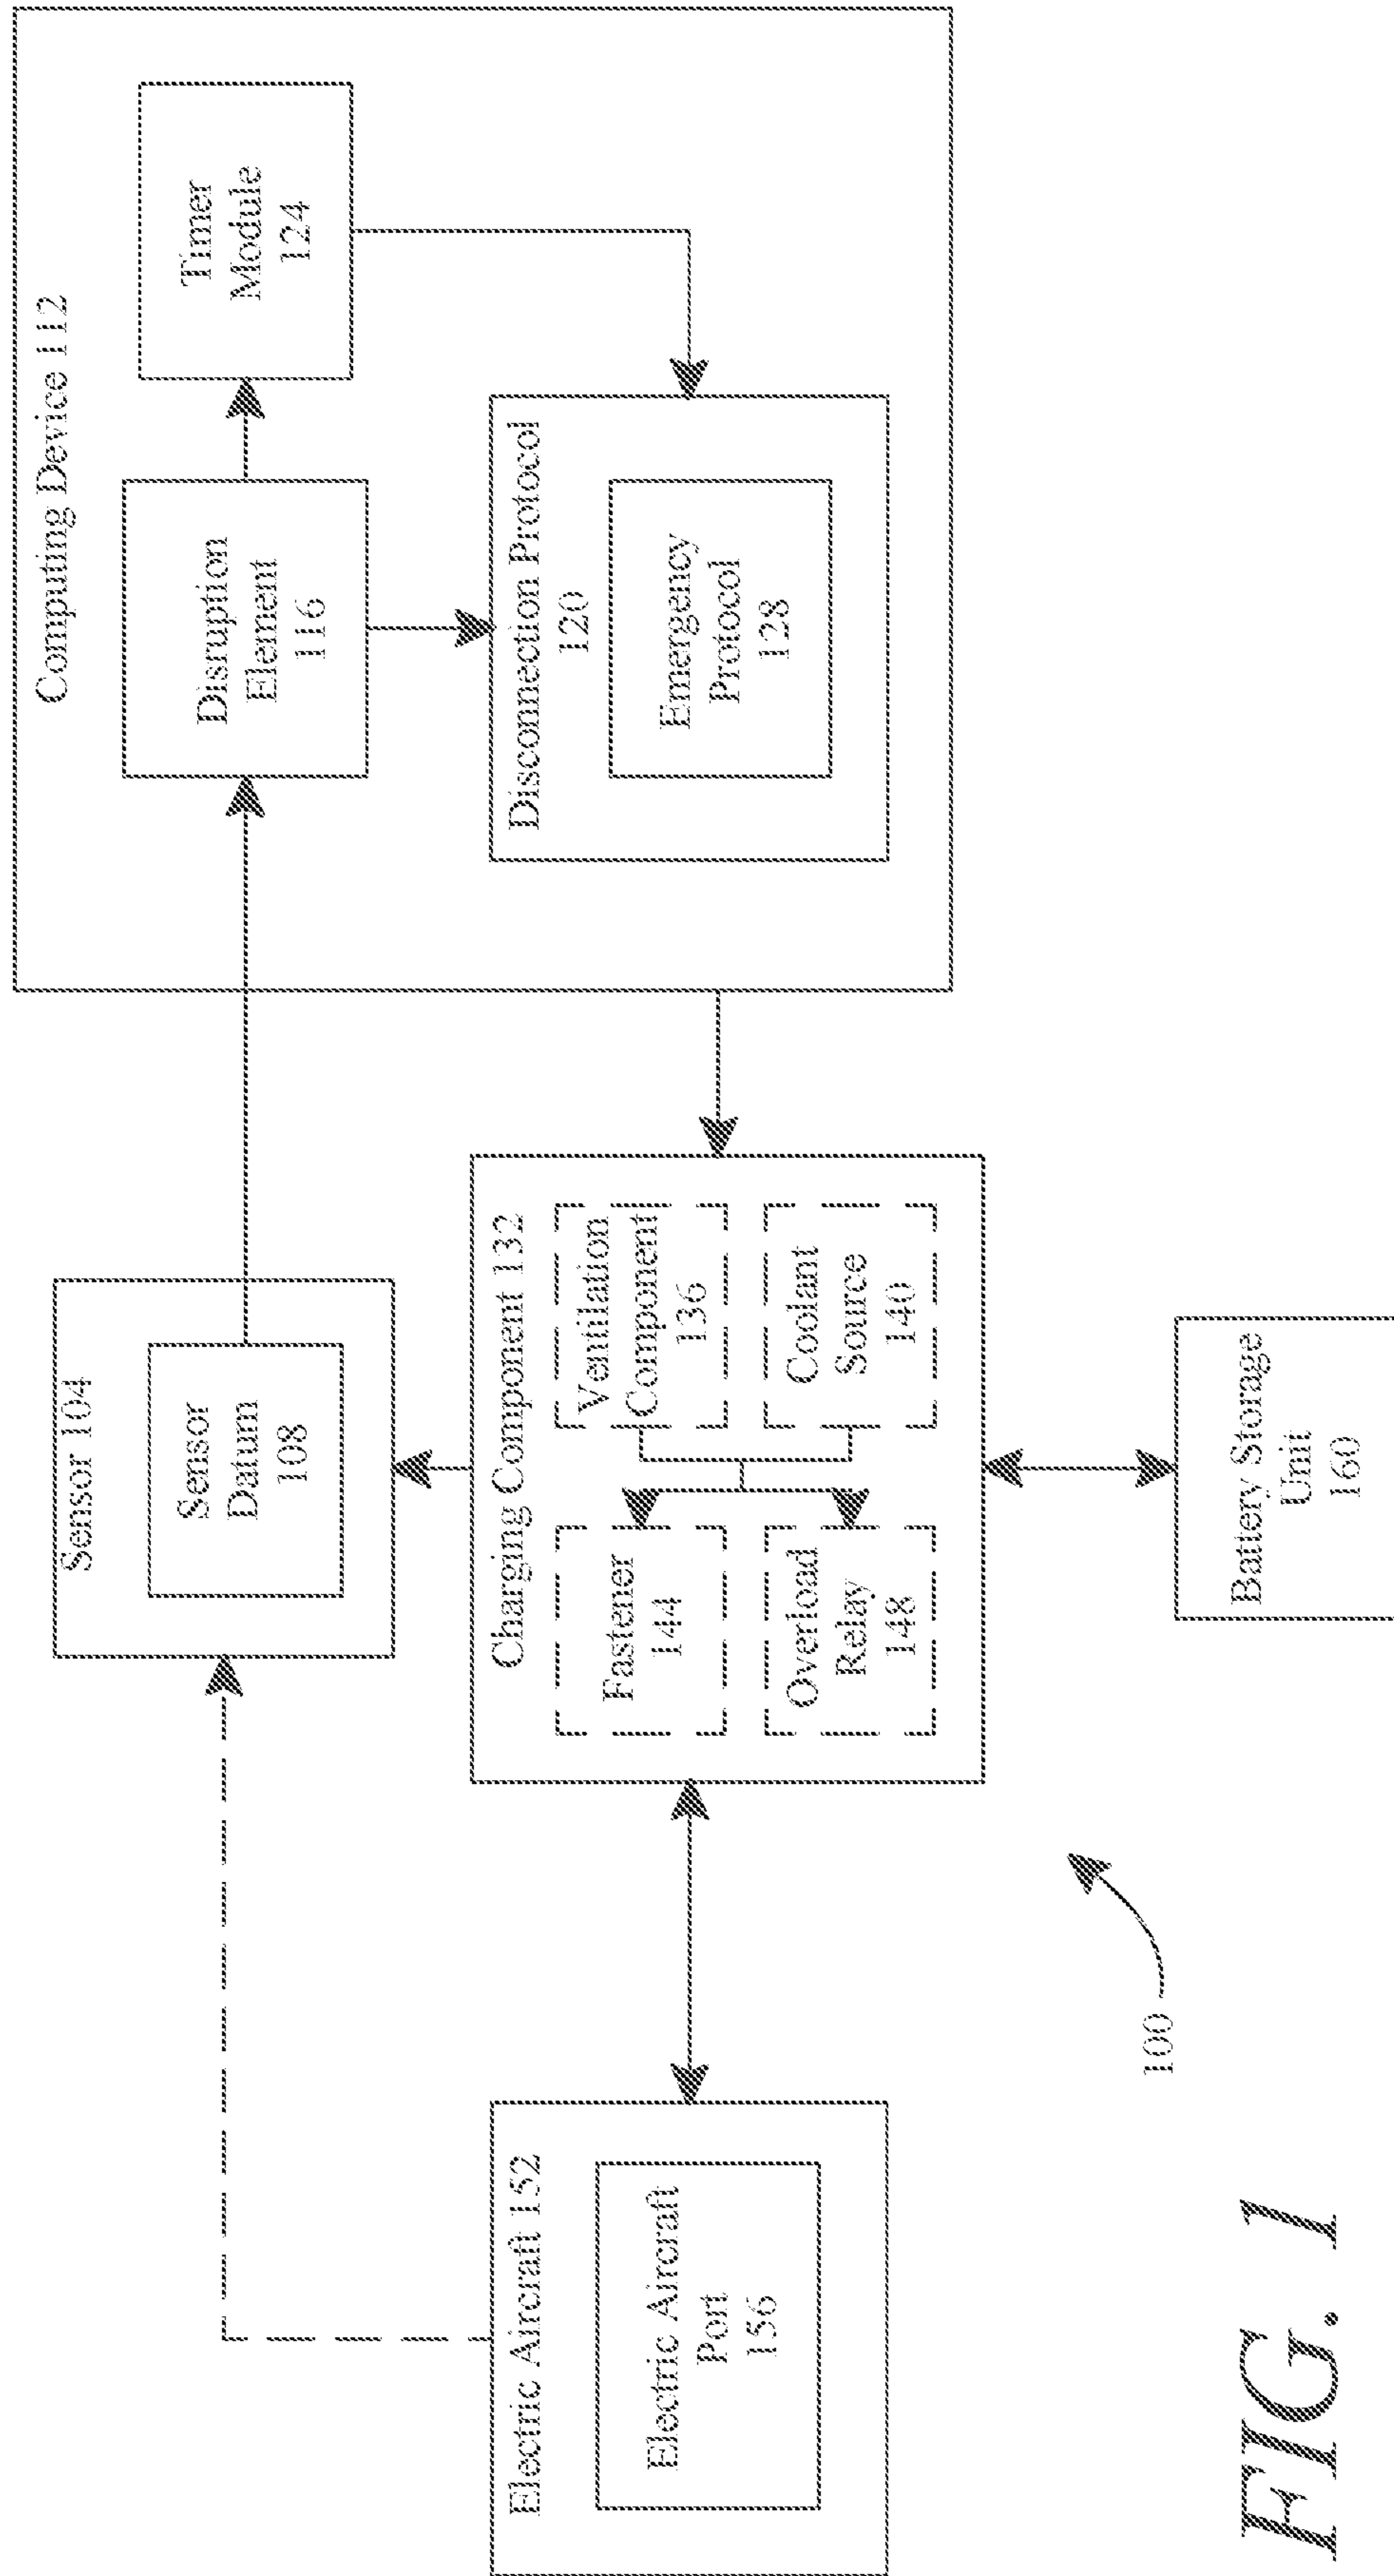 Electric Aircraft 152
Electric Aircraft
Port
156
Sensor 104
Sensor
Datum
108
Charging Component 132
Fastener
144
Ventilation
Component
136
Overload
Relay
148
Coolant
Source
140
Battery Storage
Unit
160
Computing Device 112
Disruption
Element
116
Timer
Module
124
Disconnection Protocol
120
Emergency
Protocol
128
100
FIG. 1